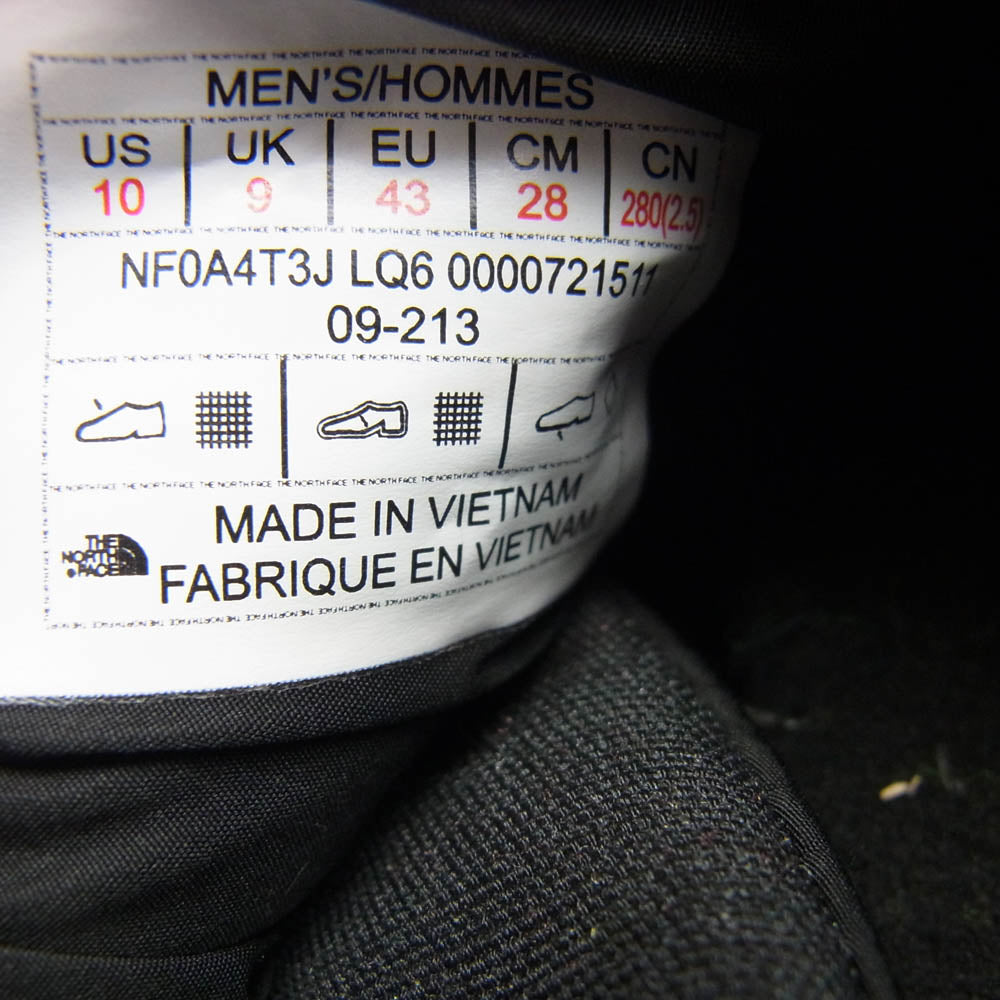 MEN'S/HOMMES
US UK EU CM CN
10 9 43 28 280(2.5)
NF0A4T3J LQ6 0000721511
09-213
MADE IN VIETNAM
FABRIQUE EN VIETNAM
THE
NORTH
FACE